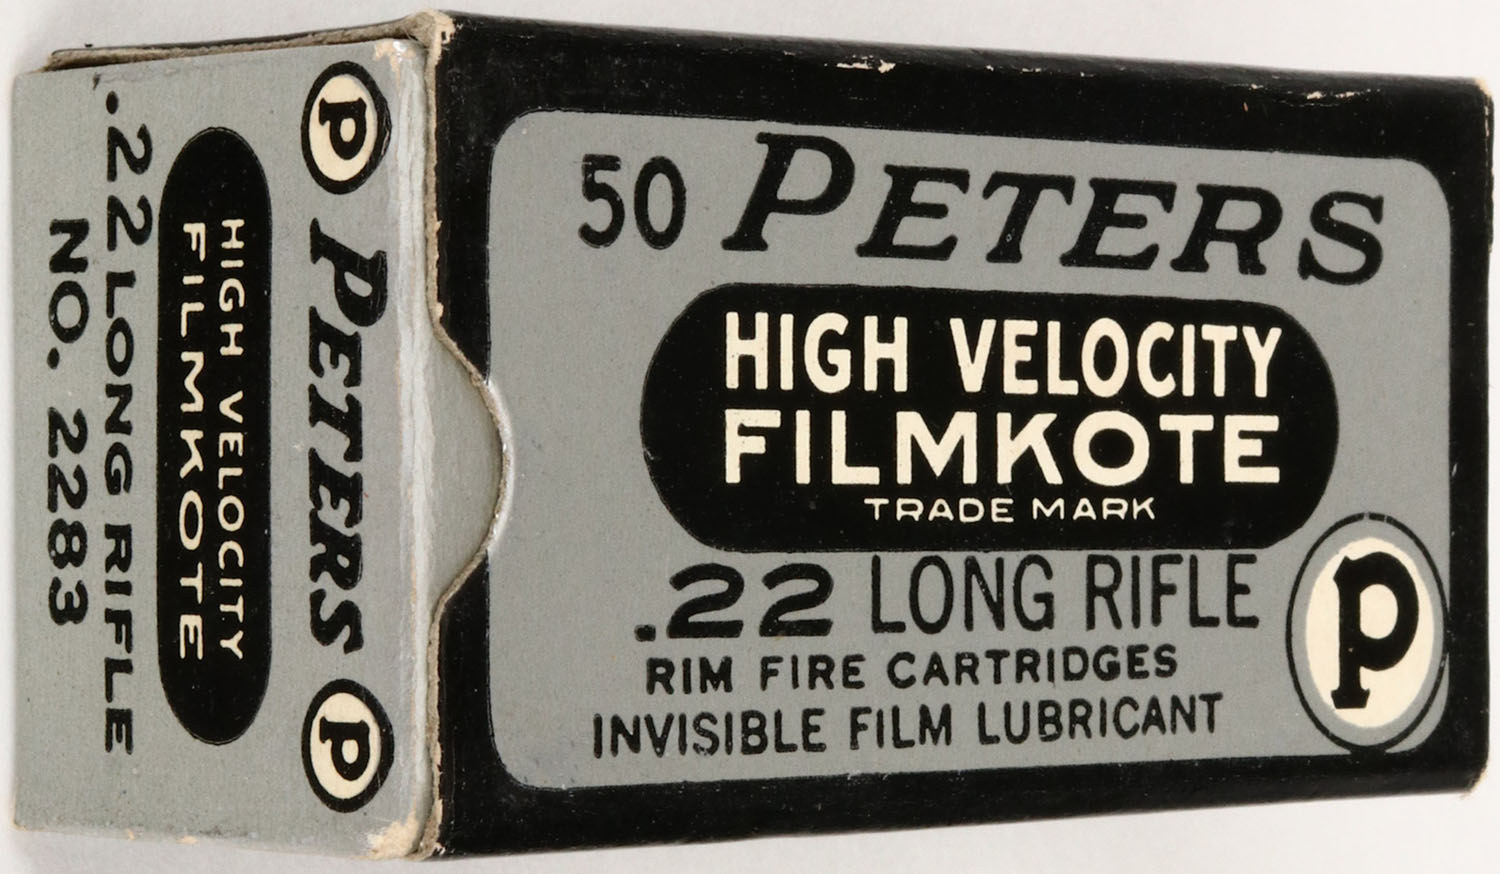 50 PETERS
HIGH VELOCITY
FILMKOTE
TRADE MARK
.22 LONG RIFLE
RIM FIRE CARTRIDGES
INVISIBLE FILM LUBRICANT
P
P PETERS P
HIGH VELOCITY
FILMKOTE
.22 LONG RIFLE
NO. 2283